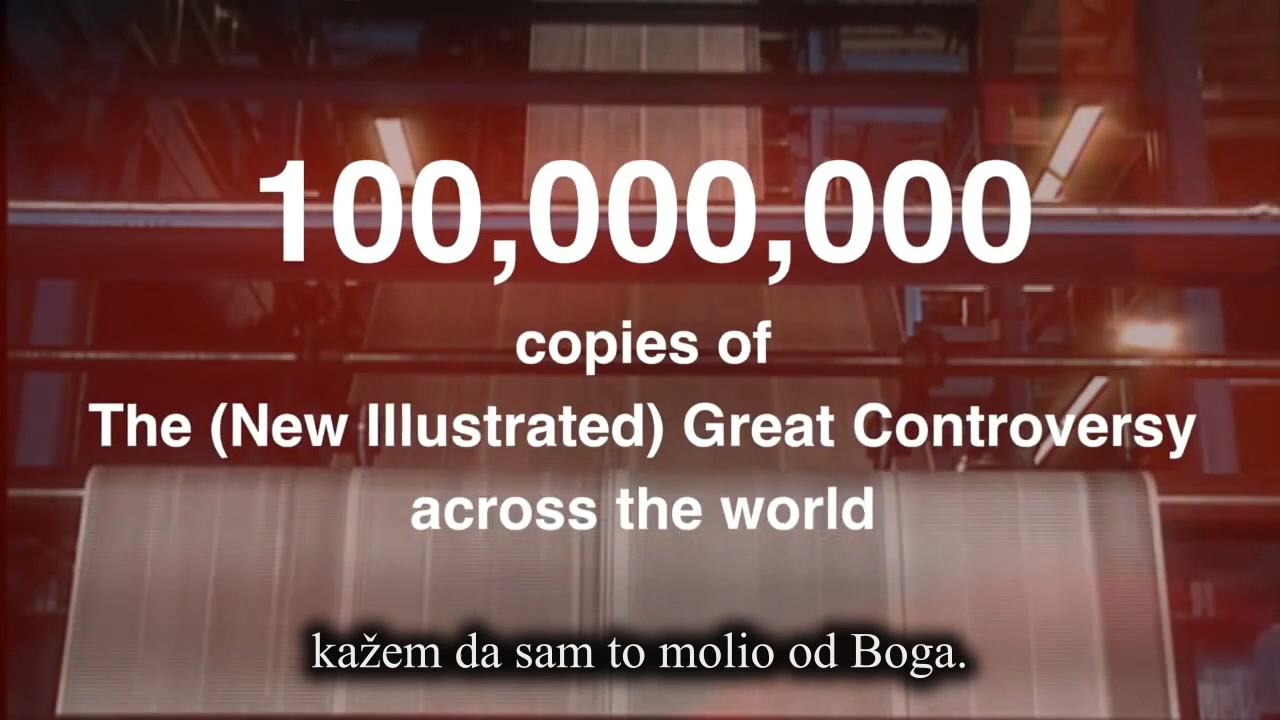 100,000,000
copies of
The (New Illustrated) Great Controversy
across the world
kažem da sam to molio od Boga.